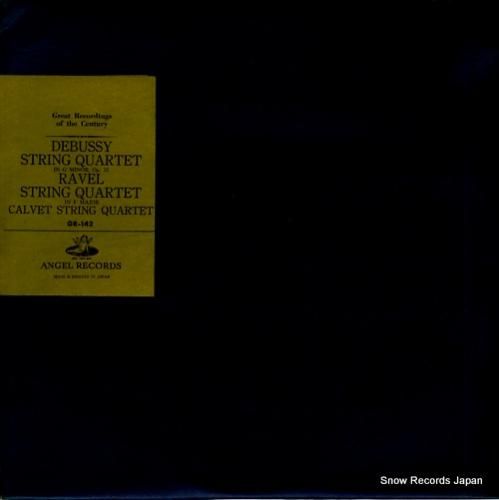 Great Recordings
of the Century
DEBUSSY
STRING QUARTET
IN G MINOR, Op. 10
RAVEL
STRING QUARTET
IN F MAJOR
CALVET STRING QUARTET
GR-142
ANGEL RECORDS
Snow Records Japan